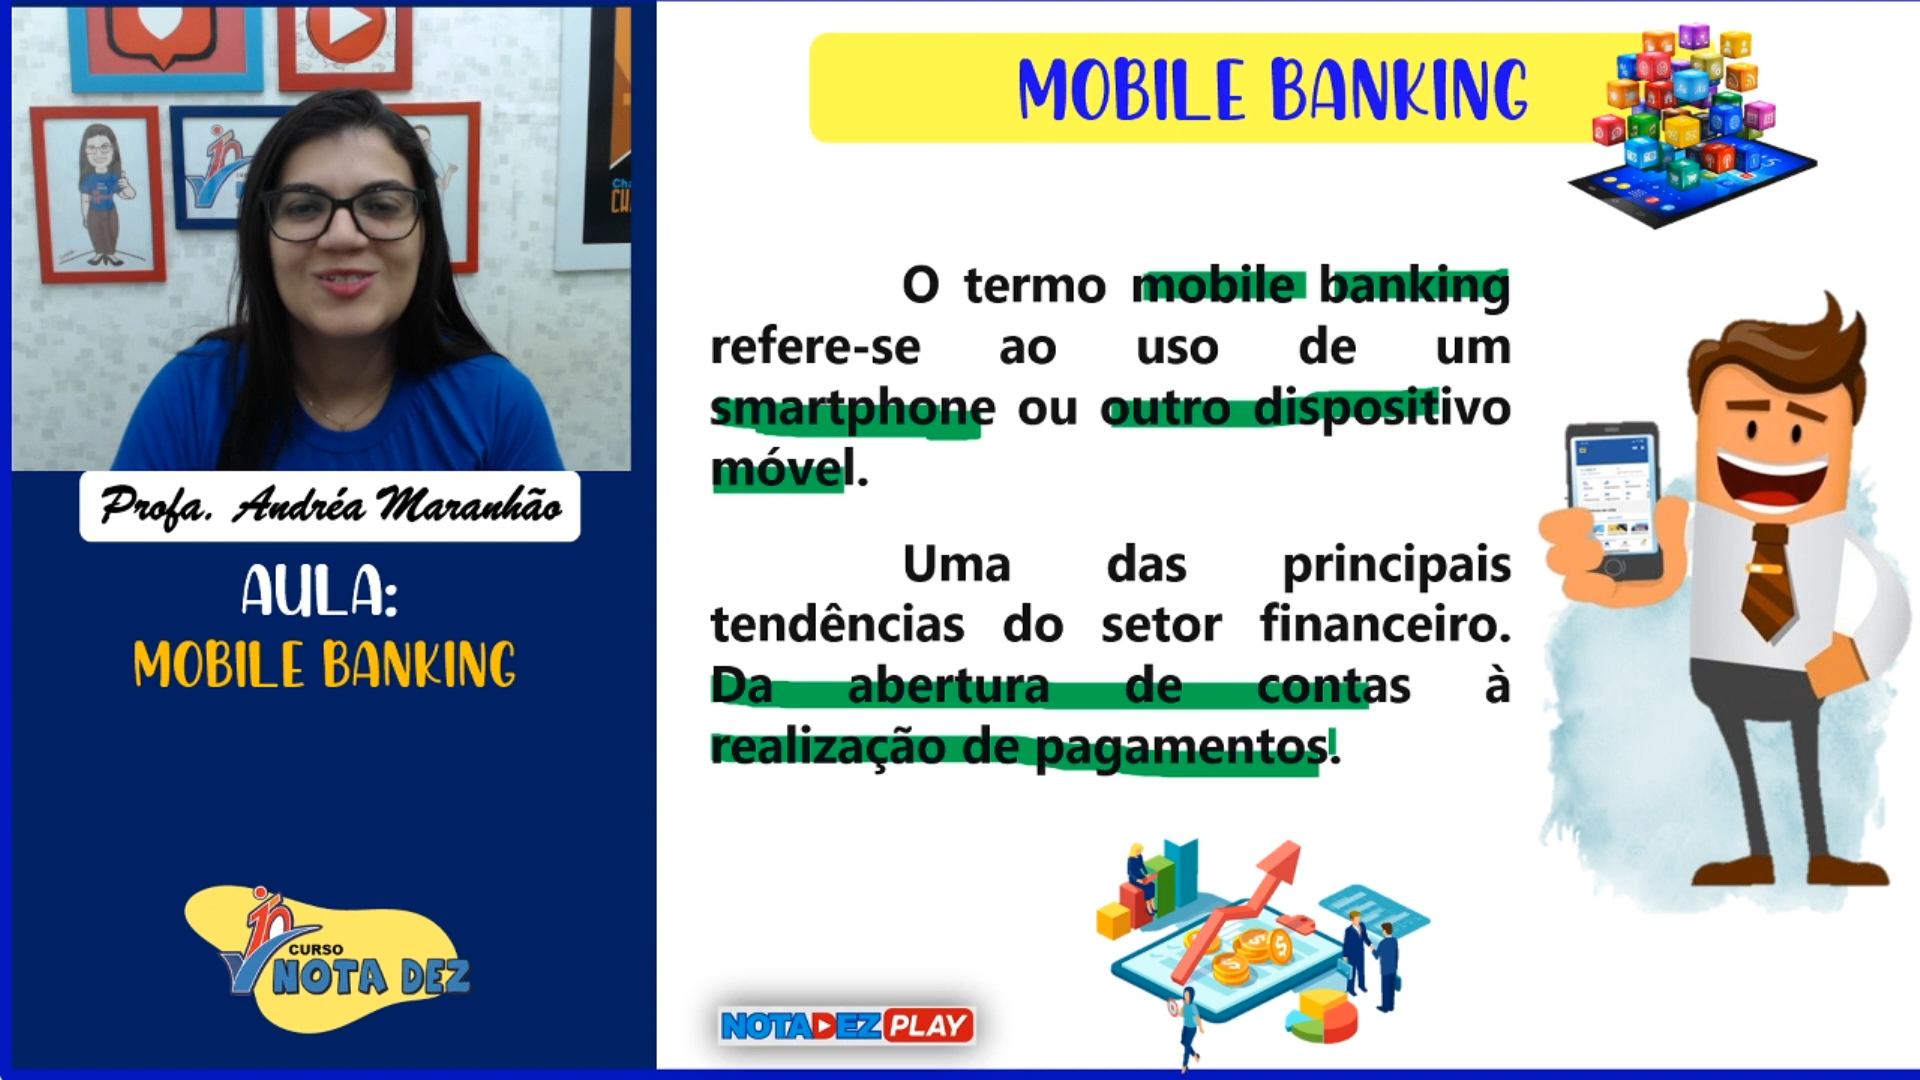 MOBILE BANKING
Profa. Andréa Maranhão
AULA:
MOBILE BANKING
CURSO
NOTA DEZ
O termo mobile banking
refere-se ao uso de um
smartphone ou outro dispositivo
móvel.
Uma das principais
tendências do setor financeiro.
Da abertura de contas à
realização de pagamentos.
NOTADEZ PLAY